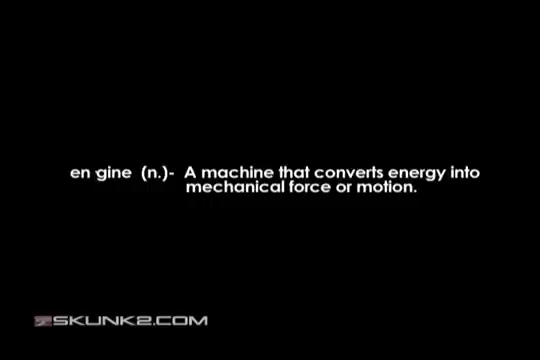 en·gine (n.)- A machine that converts energy into
mechanical force or motion.
SKUNK2.COM